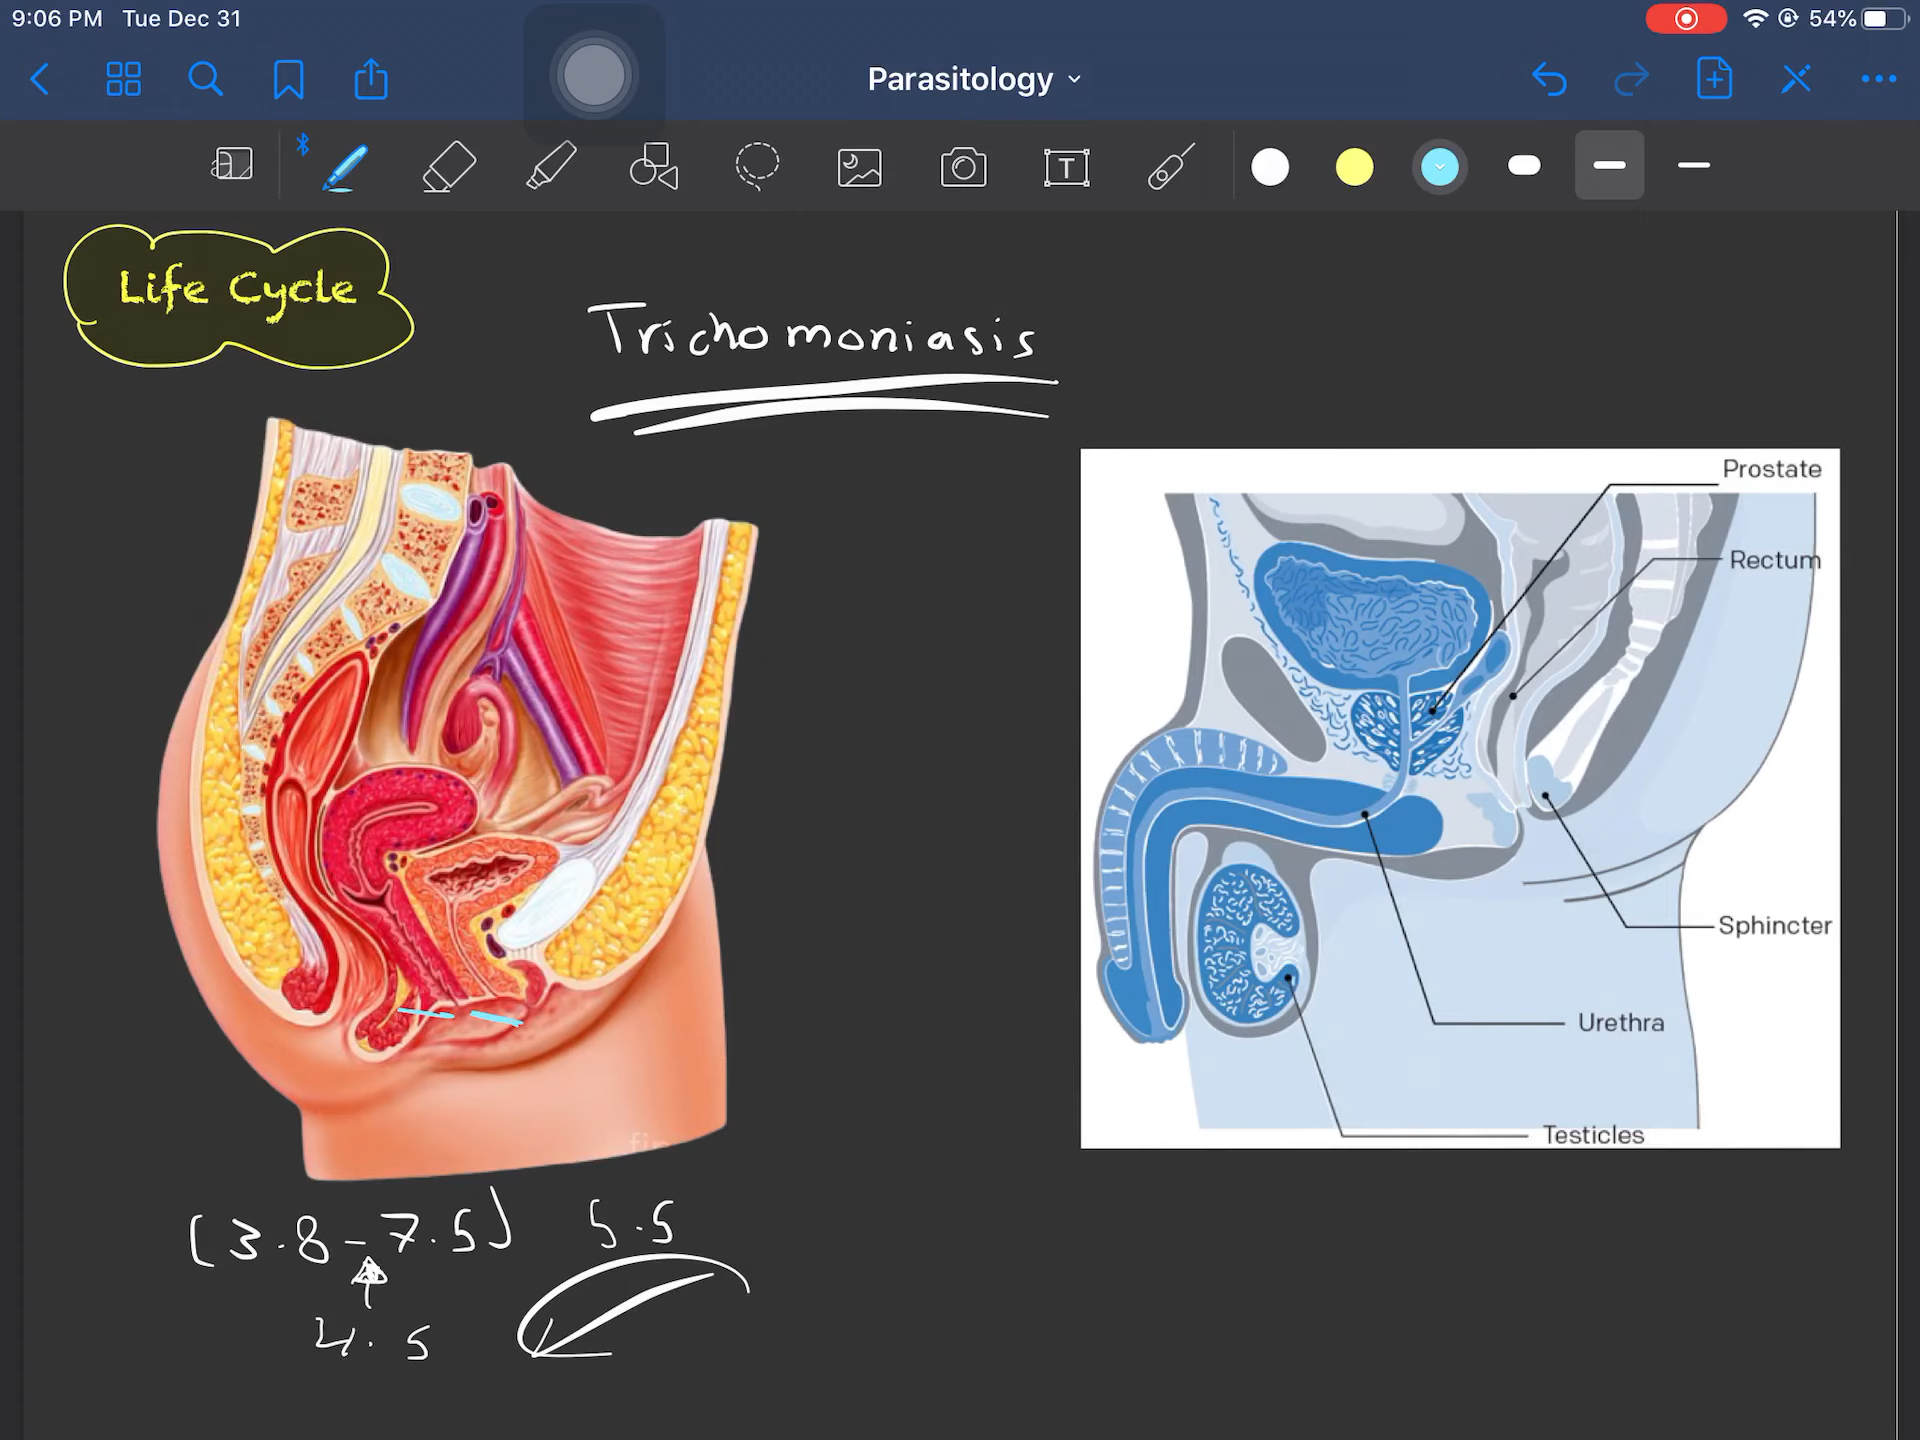 9:06 PM Tue Dec 31
54%
Parasitology
T
Life Cycle
Trichomoniasis
Prostate
Rectum
Sphincter
Urethra
Testicles
(3.8-7.5) 5.5
4.5